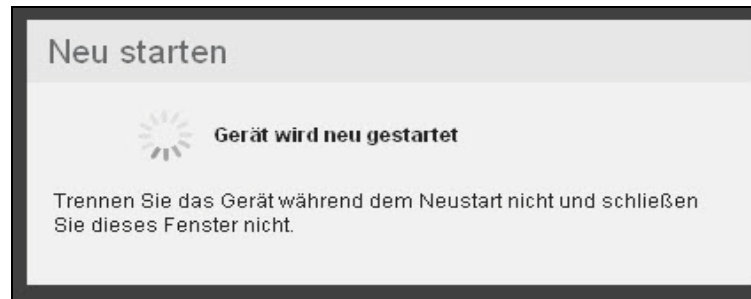 Neu starten
Gerät wird neu gestartet
Trennen Sie das Gerät während dem Neustart nicht und schließen
Sie dieses Fenster nicht.